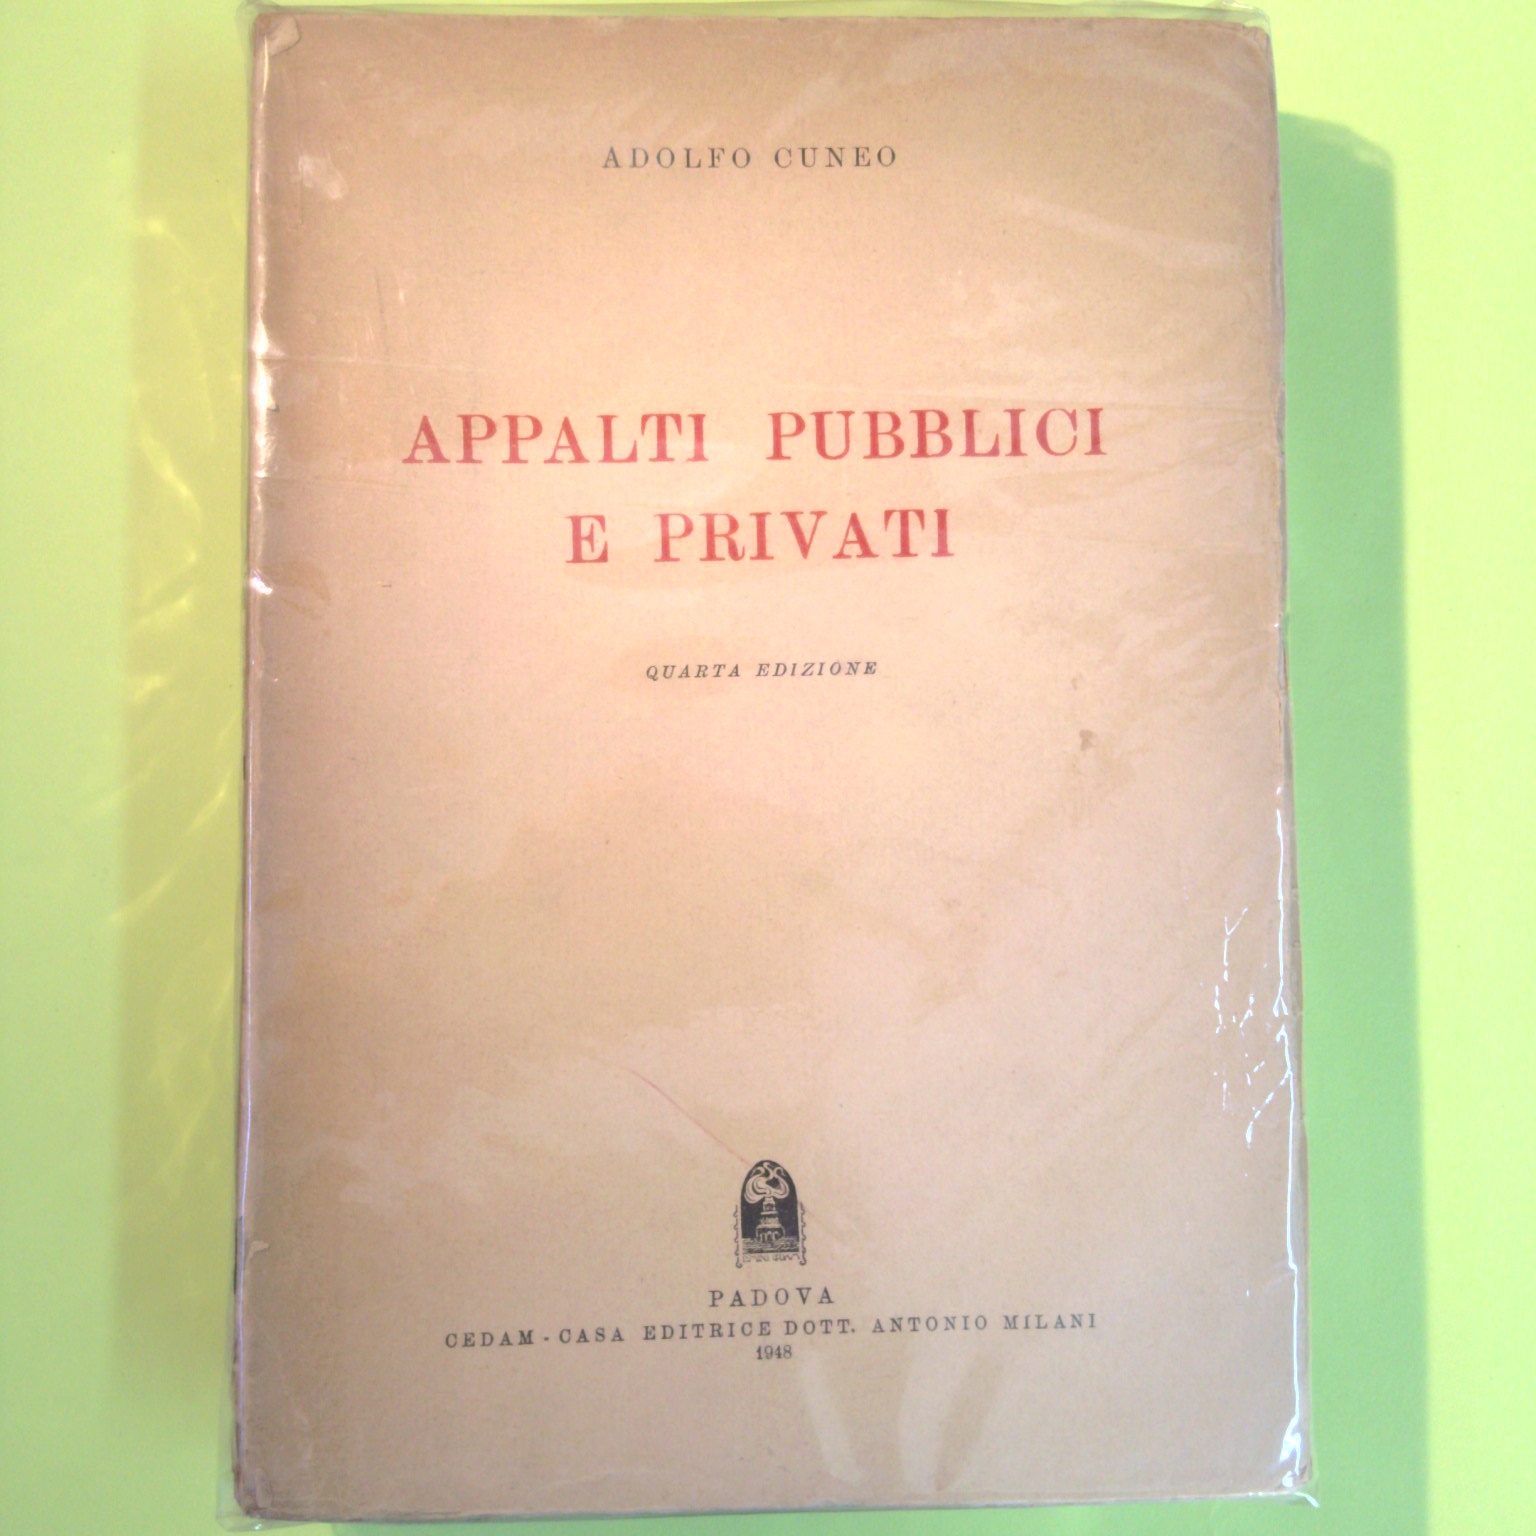 ADOLFO CUNEO
APPALTI PUBBLICI
E PRIVATI
QUARTA EDIZIONE
PADOVA
CEDAM - CASA EDITRICE DOTT. ANTONIO MILANI
1948